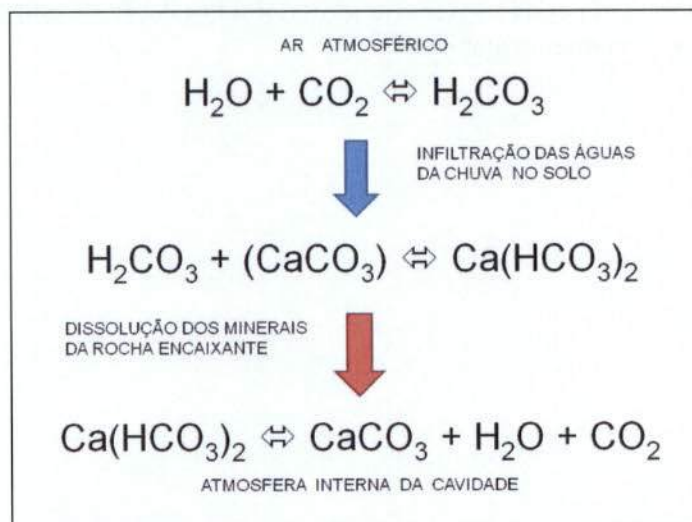 AR ATMOSFÉRICO
H₂O + CO₂ ⇔ H₂CO₃
INFILTRAÇÃO DAS ÁGUAS
DA CHUVA NO SOLO
H₂CO₃ + (CaCO₃) ⇔ Ca(HCO₃)₂
DISSOLUÇÃO DOS MINERAIS
DA ROCHA ENCAIXANTE
Ca(HCO₃)₂ ⇔ CaCO₃ + H₂O + CO₂
ATMOSFERA INTERNA DA CAVIDADE